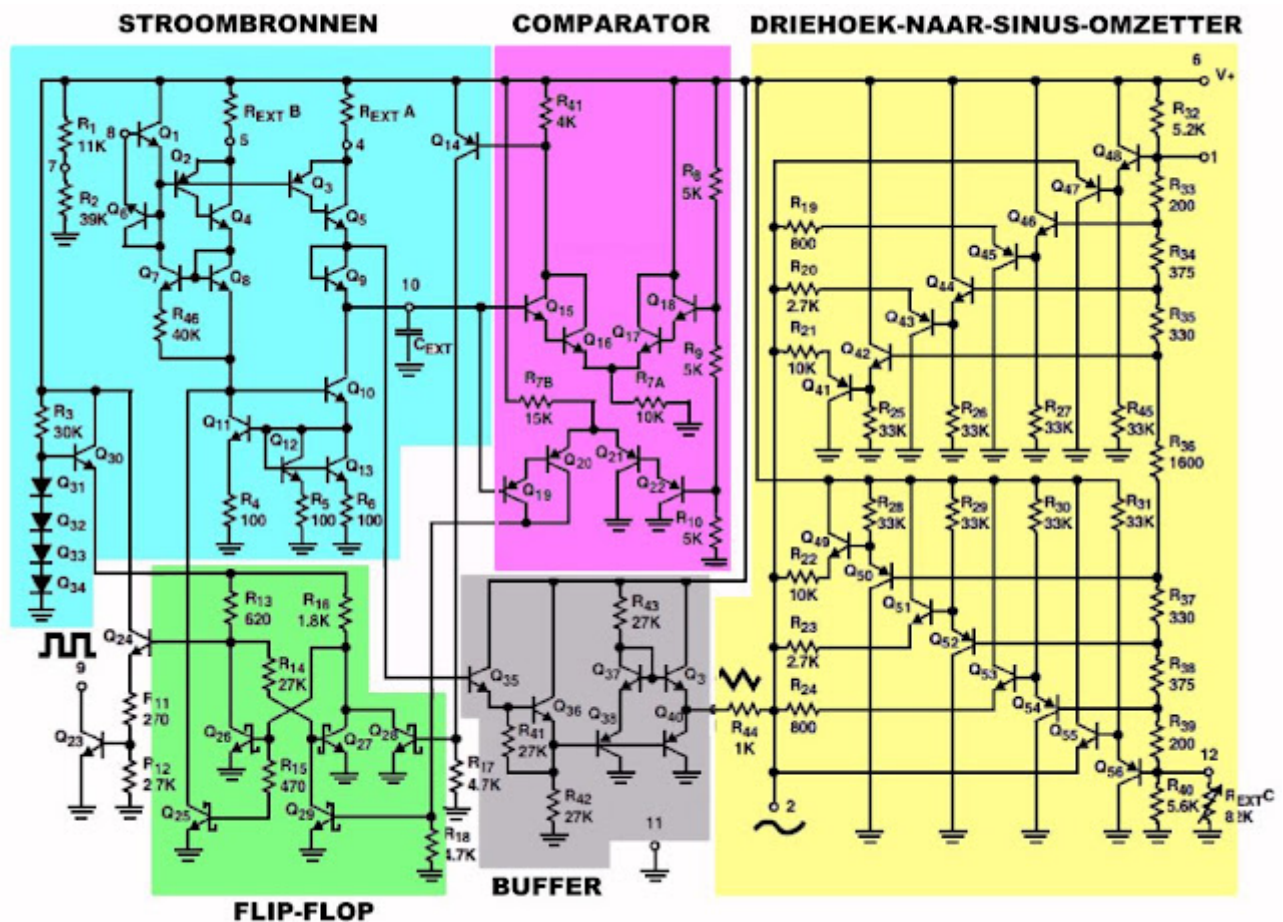 STROOMBRONNEN
COMPARATOR
DRIEHOEK-NAAR-SINUS-OMZETTER
6
V+
R1
11K
7
R2
39K
8
Q1
Q2
REXT B
5
REXT A
4
Q3
Q6
Q4
Q5
Q7
Q8
Q9
R46
40K
10
CEXT
Q10
R3
30K
Q30
Q11
Q12
Q13
Q31
Q32
Q33
Q34
R4
100
R5
100
R6
100
R41
4K
Q14
R8
5K
Q15
Q16
Q17
Q18
R9
5K
R7B
15K
R7A
10K
Q20
Q21
Q19
Q22
R10
5K
R32
5.2K
Q48
1
Q47
R33
200
R19
800
Q46
Q45
R34
375
R20
2.7K
Q44
Q43
R35
330
R21
10K
Q42
Q41
R25
33K
R26
33K
R27
33K
R45
33K
R36
1600
R28
33K
R29
33K
R30
33K
R31
33K
Q49
R22
10K
Q50
Q51
R37
330
R23
2.7K
Q52
R38
375
R24
800
Q53
Q54
R39
200
Q55
12
Q56
R40
5.6K
REXTC
82K
R44
1K
2
9
Q24
R11
270
Q23
R12
2.7K
R13
620
R16
1.8K
R14
27K
Q26
Q27
Q28
R15
470
Q25
Q29
R17
4.7K
R18
4.7K
FLIP-FLOP
Q35
Q36
R43
27K
Q37
Q3
Q38
Q40
R41
27K
R42
27K
11
BUFFER